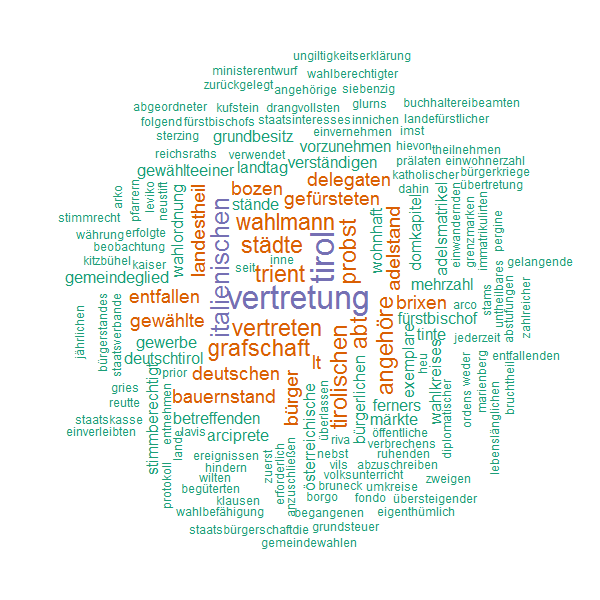 ungiltigkeitserklärung
ministerentwurf
wahlberechtigter
zurückgelegt
angehörige
siebenzig
abgeordneter
kufstein
drangvollsten
glurns
buchhaltereibeamten
folgend
fürstbischofs
staatsinteresses
innichen
landefürstlicher
sterzing
grundbesitz
einvernehmen
imst
reichsraths
verwendet
vorzunehmen
hievon
theilnehmen
gewählteeiner
landtag
verständigen
prälaten
einwohnerzahl
katholischer
bürgerkriege
arko
pfarrern
leviko
neustift
wahlordnung
landestheil
bozen
delegaten
gefürsteten
dahin
übertretung
stände
wahlmann
italienischen
tirol
probst
wohnhaft
adelstand
domkapitel
adelsmatrikel
einwandernden
grenzmarken
immatrikulirten
pergine
stimmrecht
währung
erfolgte
beobachtung
städte
kitzbühel
kaiser
seit
inne
gelangende
gemeindeglied
trient
mehrzahl
stams
untheilbares
abstufungen
zahlreicher
entfallen
vertretung
brixen
arco
jährlichen
bürgerstandes
staatsverbande
gewählte
vertreten
abt
angehöre
fürstbischof
tinte
jederzeit
gewerbe
grafschaft
tirolischen
bürgerlichen
exemplare
heu
wahlkreises
diplomatischer
ordens
weder
marienberg
entfallenden
bruchtheil
deutschtirol
lt
prior
deutschen
gries
reutte
stimmberechtigt
bauernstand
bürger
österreichische
überlassen
ferners
lebenslänglichen
staatskasse
einverleibten
entnehmen
lande
betreffenden
märkte
lavis
arciprete
riva
öffentliche
verbrechens
ereignissen
nebst
ruhenden
hindern
zuerst
vils
abzuschreiben
protokoll
wilten
erforderlich
anzuschließen
volksunterricht
zweigen
begüterten
bruneck
umkreise
klausen
borgo
fondo
übersteigender
wahlbefähigung
begangenen
eigenthümlich
staatsbürgerschaftdie
grundsteuer
gemeindewahlen